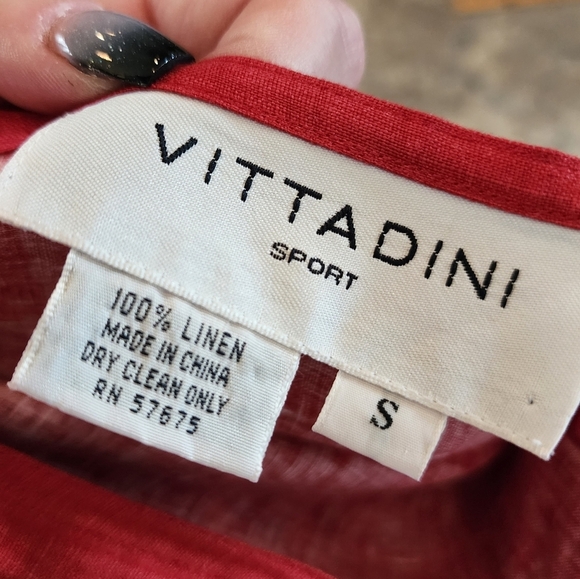 VITTADINI
SPORT
100% LINEN
MADE IN CHINA
DRY CLEAN ONLY
RN 57675
S